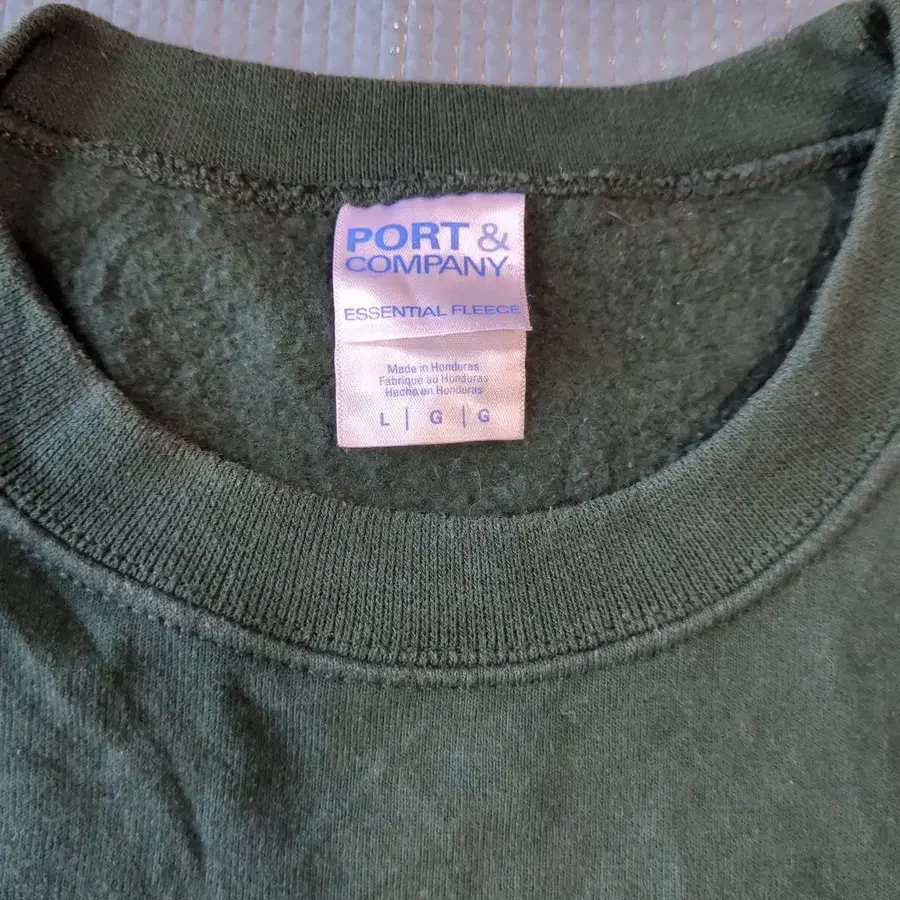 PORT &
COMPANY
ESSENTIAL FLEECE
Made in Honduras
Fabriqué au Honduras
Hecho en Honduras
L | G | G